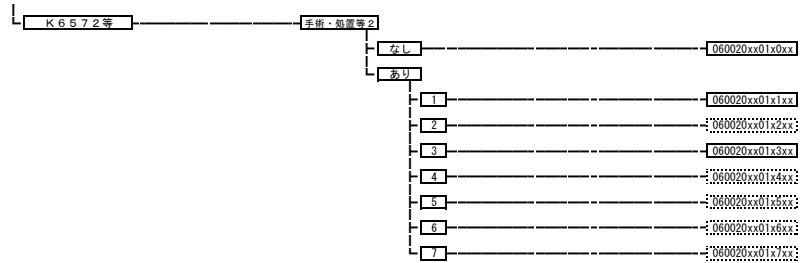 Ｋ６５７２等 手術・処置等２
なし 060020xx01x0xx
あり
1 060020xx01x1xx
2 060020xx01x2xx
3 060020xx01x3xx
4 060020xx01x4xx
5 060020xx01x5xx
6 060020xx01x6xx
7 060020xx01x7xx